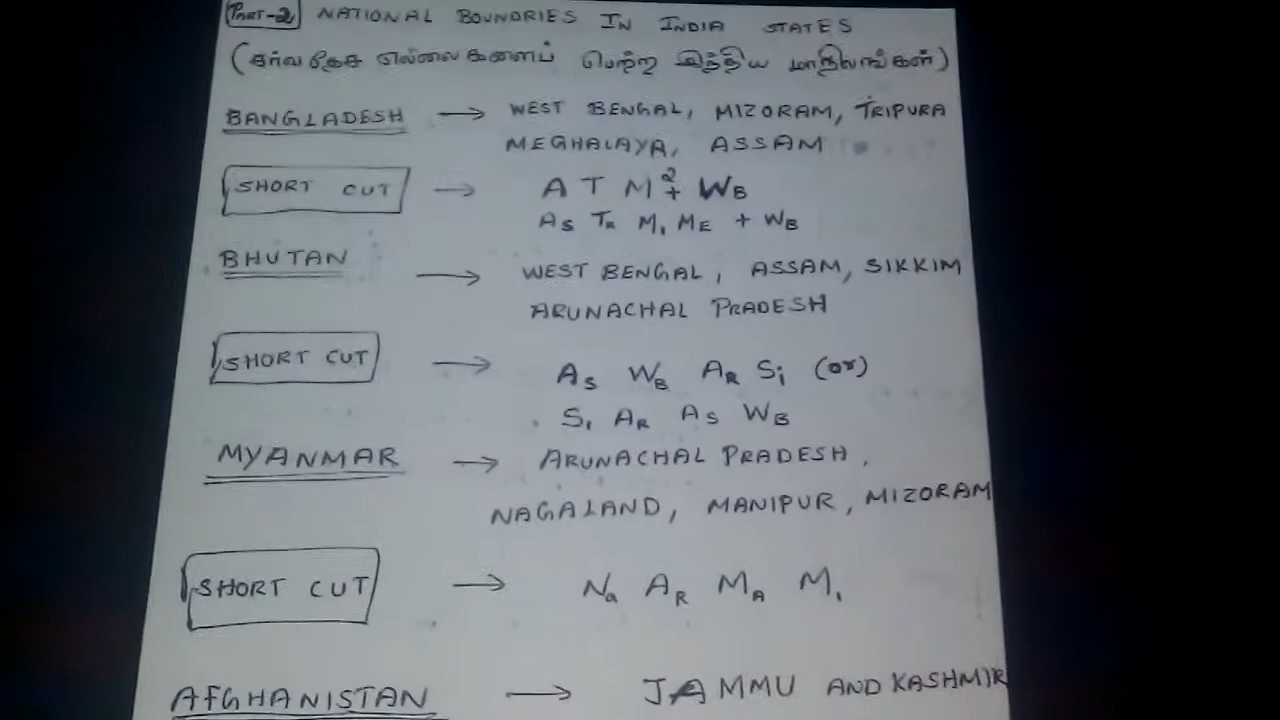 PART-2 NATIONAL BOUNDRIES IN INDIA STATES
(சர்வதேச எல்லைகளைப் பெற்ற இந்திய மாநிலங்கள்)
BANGLADESH → WEST BENGAL, MIZORAM, TRIPURA
MEGHALAYA, ASSAM
SHORT CUT → A T M² + WB
AS TR MI ME + WB
BHUTAN → WEST BENGAL, ASSAM, SIKKIM
ARUNACHAL PRADESH
SHORT CUT → AS WB AR Si (or)
SI AR AS WB
MYANMAR → ARUNACHAL PRADESH,
NAGALAND, MANIPUR, MIZORAM
SHORT CUT → Na AR MA MI
AFGHANISTAN → JAMMU AND KASHMIR